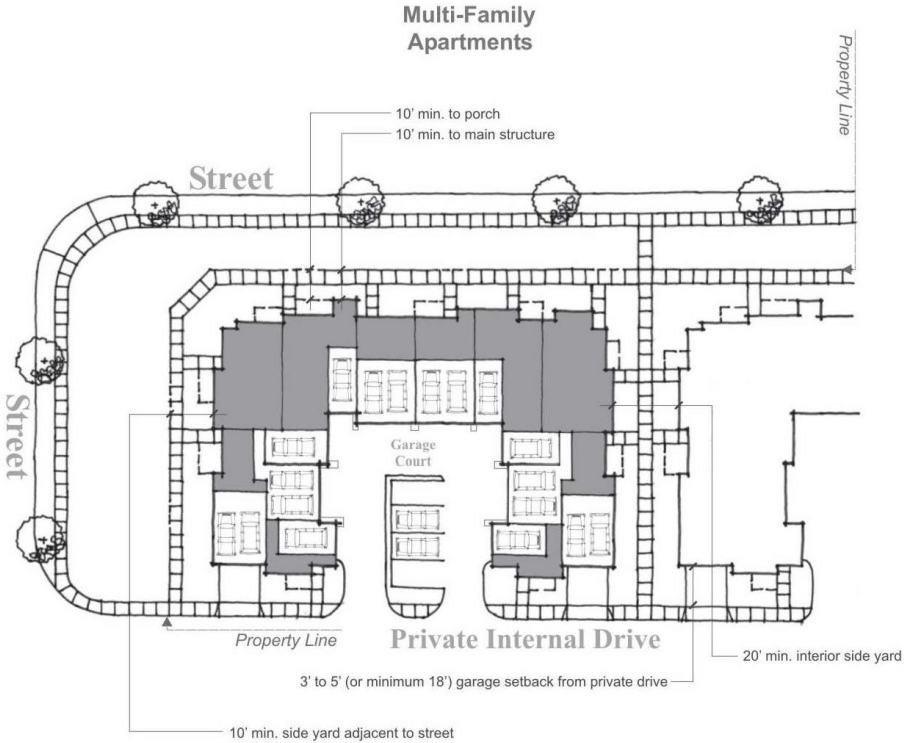 Multi-Family
Apartments
Property Line
10' min. to porch
10' min. to main structure
Street
Street
Garage
Court
Property Line
Private Internal Drive
20' min. interior side yard
3' to 5' (or minimum 18') garage setback from private drive
10' min. side yard adjacent to street